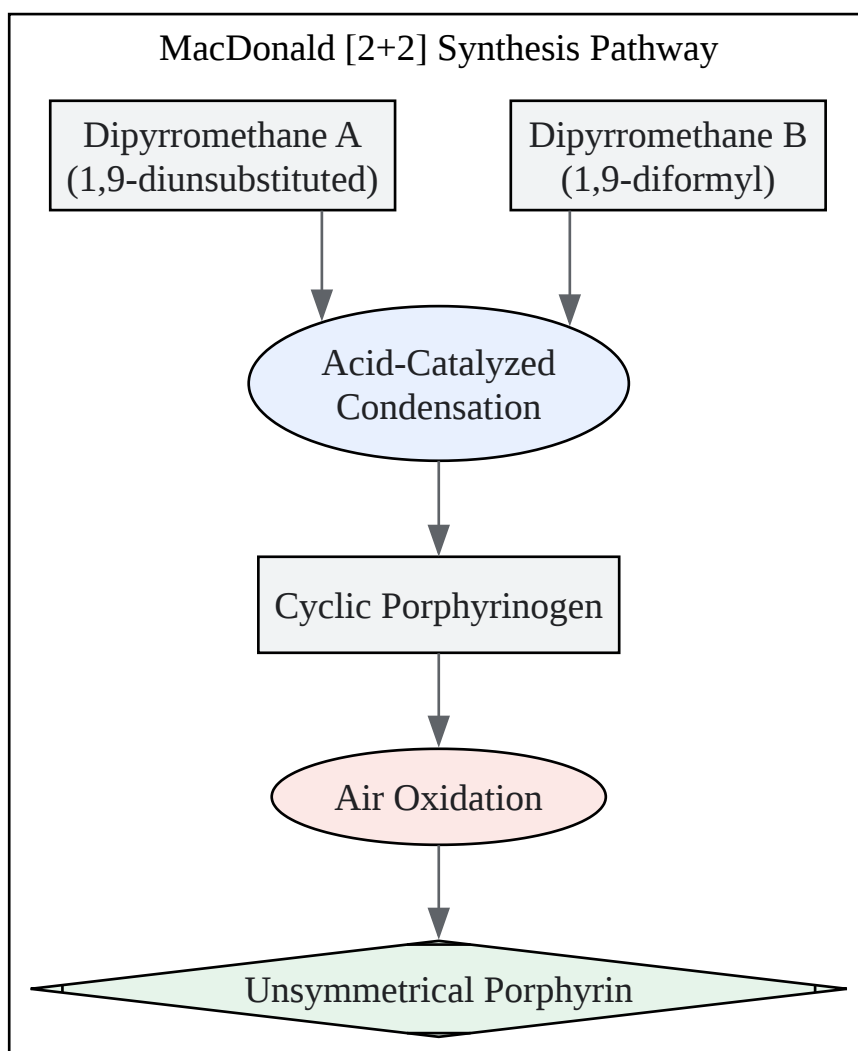 MacDonald [2+2] Synthesis Pathway
Dipyrromethane A
(1,9-diunsubstituted)
Dipyrromethane B
(1,9-diformyl)
Acid-Catalyzed
Condensation
Cyclic Porphyrinogen
Air Oxidation
Unsymmetrical Porphyrin